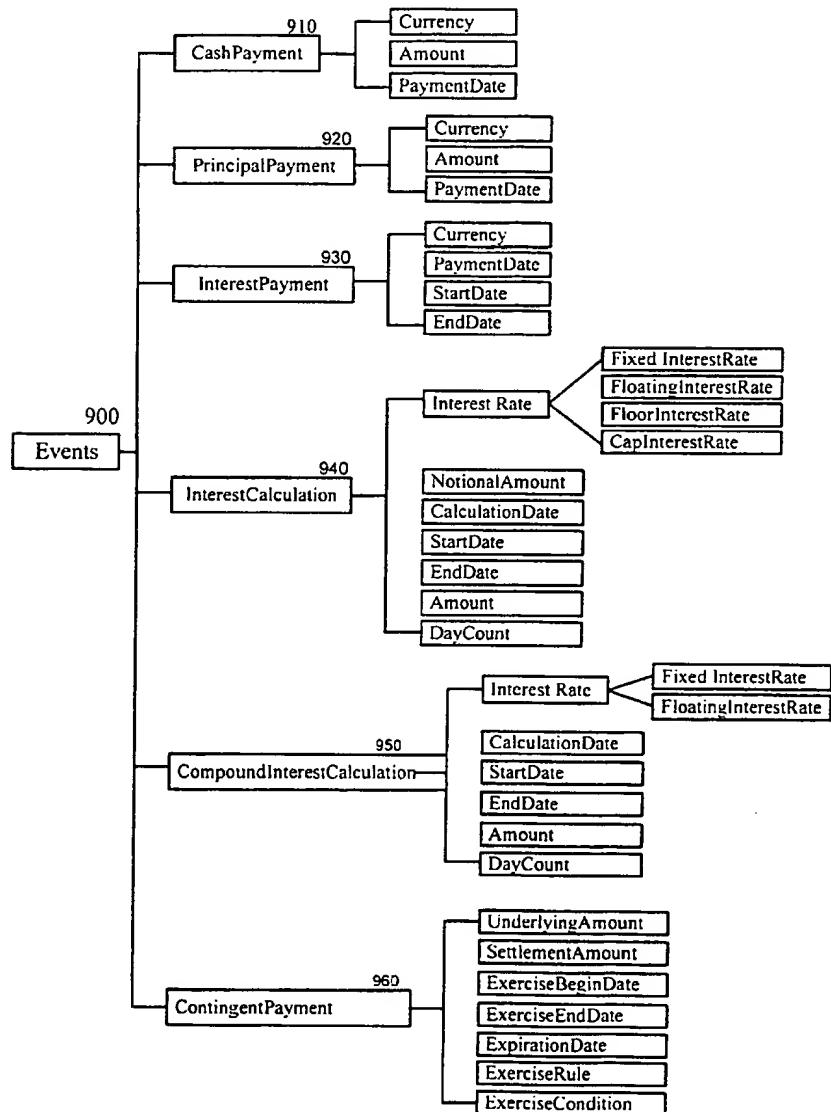 910
CashPayment
Currency
Amount
PaymentDate
920
PrincipalPayment
Currency
Amount
PaymentDate
930
InterestPayment
Currency
PaymentDate
StartDate
EndDate
900
Events
940
InterestCalculation
Interest Rate
Fixed InterestRate
FloatingInterestRate
FloorInterestRate
CapInterestRate
NotionalAmount
CalculationDate
StartDate
EndDate
Amount
DayCount
950
CompoundInterestCalculation
Interest Rate
Fixed InterestRate
FloatingInterestRate
CalculationDate
StartDate
EndDate
Amount
DayCount
960
ContingentPayment
UnderlyingAmount
SettlementAmount
ExerciseBeginDate
ExerciseEndDate
ExpirationDate
ExerciseRule
ExerciseCondition